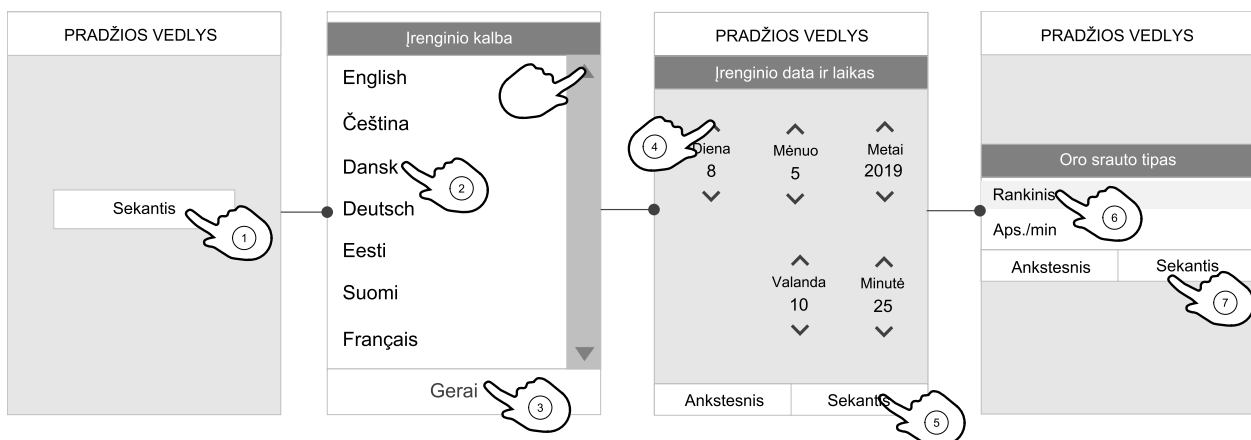 PRADŽIOS VEDLYS
Sekantis
1
Įrenginio kalba
English
Čeština
Dansk
2
Deutsch
Eesti
Suomi
Français
Gerai
3
PRADŽIOS VEDLYS
Įrenginio data ir laikas
4
Diena Mėnuo Metai
8 5 2019
Valanda Minutė
10 25
Ankstesnis Sekantis
5
PRADŽIOS VEDLYS
Oro srauto tipas
Rankinis
6
Aps./min
Ankstesnis Sekantis
7